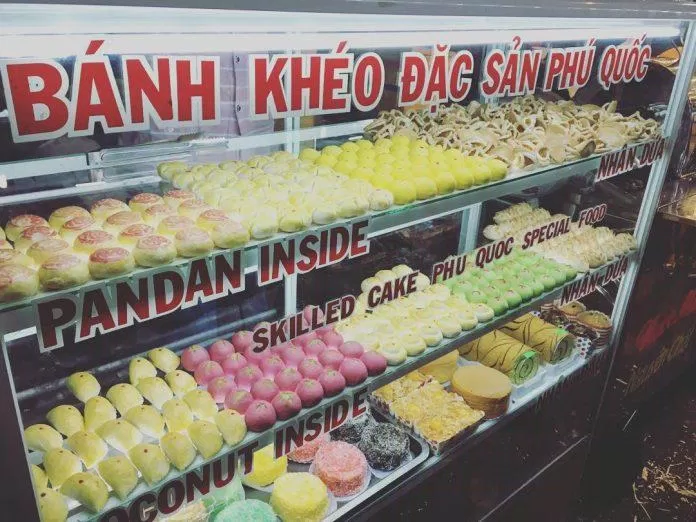 BÁNH KHÉO ĐẶC SẢN PHÚ QUỐC
NHÂN DỪA
PANDAN INSIDE
SKILLED CAKE PHU QUOC SPECIAL FOOD
NHÂN DỪA
COCONUT INSIDE